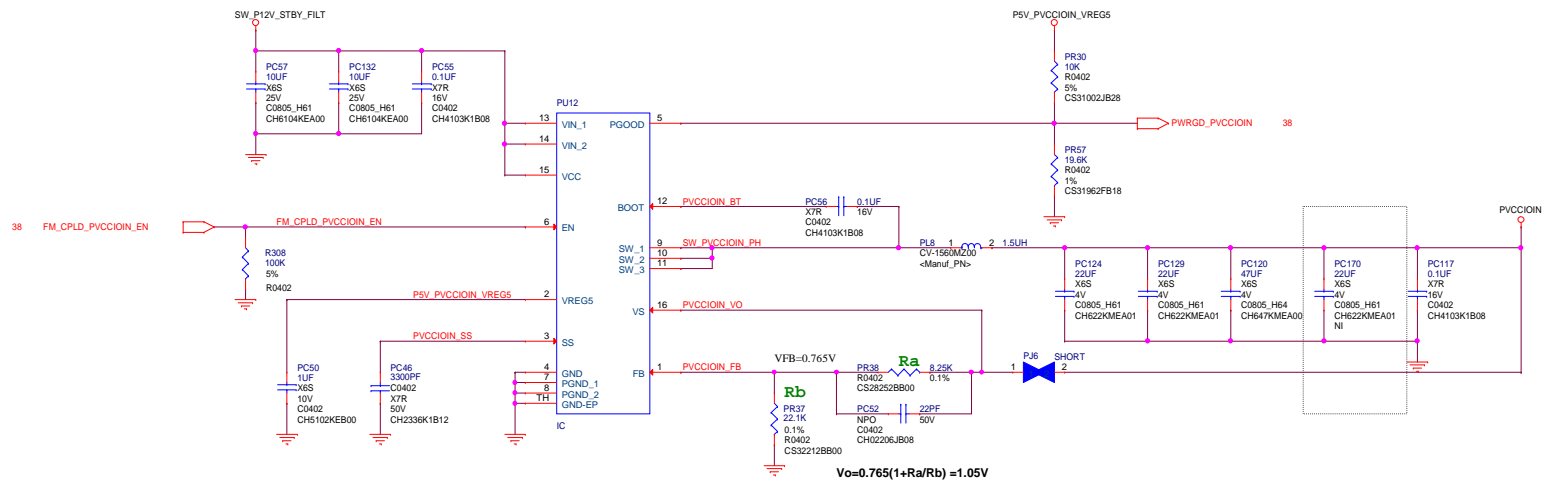 SW_P12V_STBY_FILT
P5V_PVCCIOIN_VREG5
PC57
10UF
X6S
25V
C0805_H61
CH6104KEA00
PC132
10UF
X6S
25V
C0805_H61
CH6104KEA00
PC55
0.1UF
X7R
16V
C0402
CH4103K1B08
PR30
10K
R0402
5%
CS31002JB28
PU12
13 VIN_1
14 VIN_2
15 VCC
PGOOD 5
PWRGD_PVCCIOIN 38
PR57
19.6K
R0402
1%
CS31962FB18
38 FM_CPLD_PVCCIOIN_EN
FM_CPLD_PVCCIOIN_EN
6 EN
R308
100K
5%
R0402
BOOT 12 PVCCIOIN_BT
PC56
X7R
C0402
CH4103K1B08
0.1UF
16V
SW_1 9 SW_PVCCIOIN_PH
SW_2 10
SW_3 11
PL8 1 2 1.5UH
CV-1560MZ00
<Manuf_PN>
PVCCIOIN
PC124
22UF
X6S
4V
C0805_H61
CH622KMEA01
PC129
22UF
X6S
4V
C0805_H61
CH622KMEA01
PC120
47UF
X6S
4V
C0805_H64
CH647KMEA00
PC170
22UF
X6S
4V
C0805_H61
CH622KMEA01
NI
PC117
0.1UF
X7R
16V
C0402
CH4103K1B08
P5V_PVCCIOIN_VREG5 2 VREG5
VS 16 PVCCIOIN_VO
PVCCIOIN_SS 3 SS
PC50
1UF
X6S
10V
C0402
CH5102KEB00
PC46
3300PF
C0402
X7R
50V
CH2336K1B12
4 GND
7 PGND_1
8 PGND_2
TH GND-EP
IC
FB 1 PVCCIOIN_FB
VFB=0.765V
Ra
PR38
R0402
CS28252BB00
8.25K
0.1%
1 PJ6 SHORT 2
Rb
PR37
22.1K
0.1%
R0402
CS32212BB00
PC52
NPO
C0402
CH02206JB08
22PF
50V
Vo=0.765(1+Ra/Rb) =1.05V